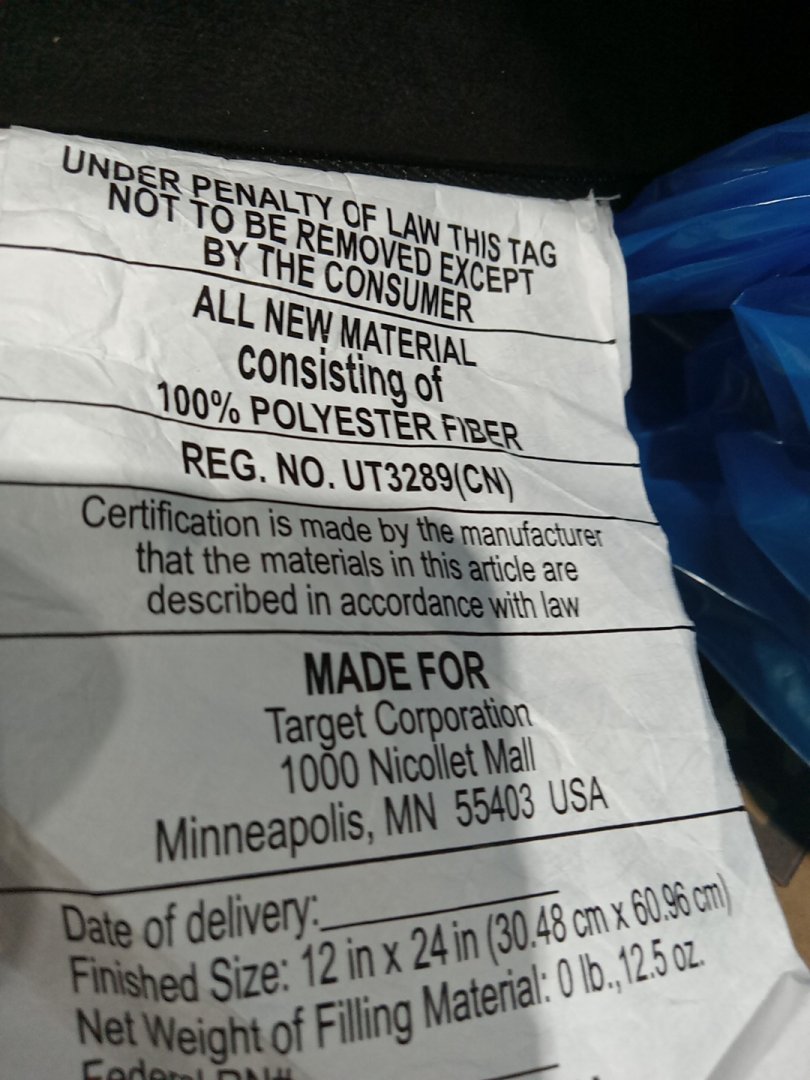 UNDER PENALTY OF LAW THIS TAG
NOT TO BE REMOVED EXCEPT
BY THE CONSUMER
ALL NEW MATERIAL
consisting of
100% POLYESTER FIBER
REG. NO. UT3289(CN)
Certification is made by the manufacturer
that the materials in this article are
described in accordance with law
MADE FOR
Target Corporation
1000 Nicollet Mall
Minneapolis, MN 55403 USA
Date of delivery:
Finished Size: 12 in x 24 in (30.48 cm x 60.96 cm)
Net Weight of Filling Material: 0 lb., 12.5 oz.
Federal RN#